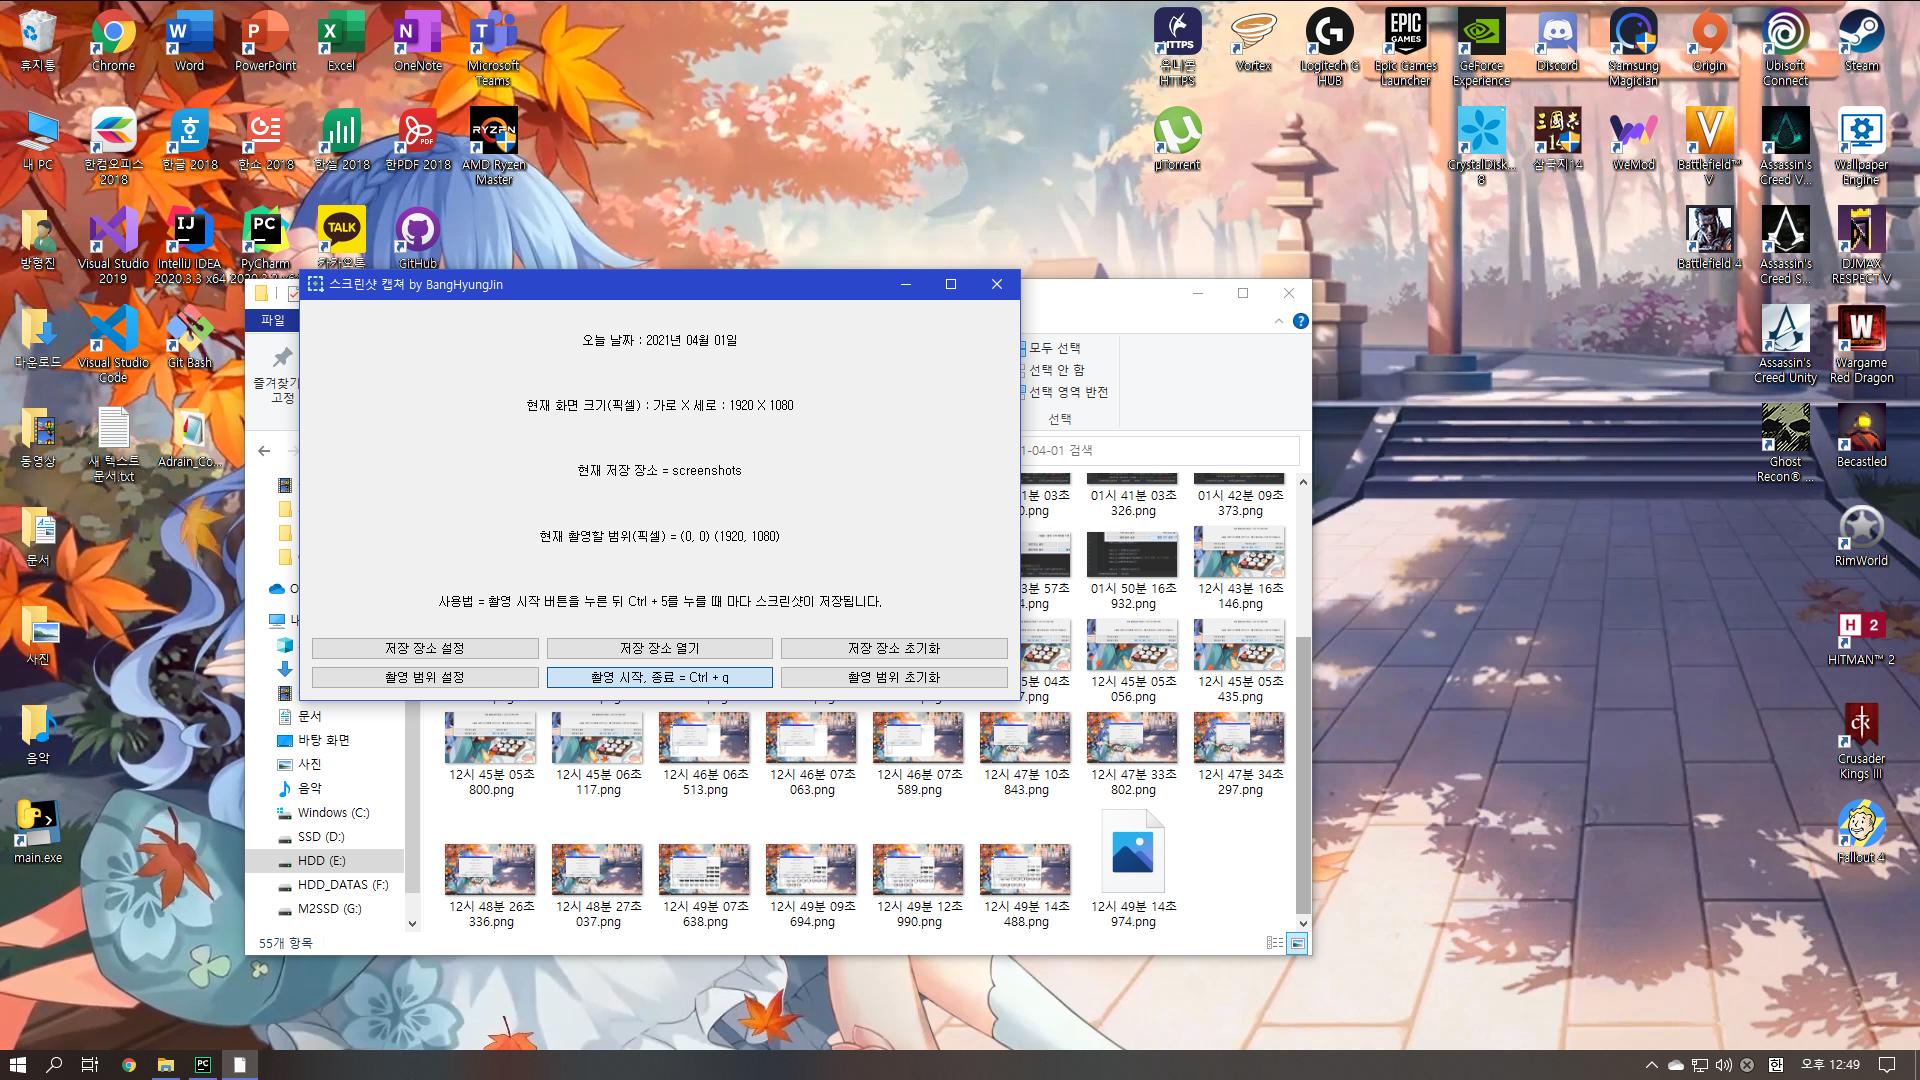 휴지통
Chrome
Word
PowerPoint
Excel
OneNote
Microsoft
Teams
유니콘
HTTPS
Vortex
Logitech G
HUB
Epic Games
Launcher
GeForce
Experience
Discord
Samsung
Magician
Origin
Ubisoft
Connect
Steam
내 PC
한컴오피스
2018
한글 2018
한쇼 2018
한셀 2018
한PDF 2018
AMD Ryzen
Master
µTorrent
CrystalDisk...
8
삼국지14
WeMod
Battlefield™
V
Assassin's
Creed V...
Wallpaper
Engine
방형진
Visual Studio
2019
IntelliJ IDEA
2020.3.3 x64
PyCharm
2020.3.3 x64
카카오톡
GitHub
Battlefield 4
Assassin's
Creed S...
DJMAX
RESPECT V
다운로드
Visual Studio
Code
Git Bash
Assassin's
Creed Unity
Wargame
Red Dragon
동영상
새 텍스트
문서.txt
Adrain_Co...
Ghost
Recon® ...
Becastled
문서
RimWorld
사진
HITMAN™ 2
음악
Crusader
Kings III
main.exe
Fallout 4
스크린샷 캡쳐 by BangHyungJin
오늘 날짜 : 2021년 04월 01일
현재 화면 크기(픽셀) : 가로 X 세로 : 1920 X 1080
현재 저장 장소 = screenshots
현재 촬영할 범위(픽셀) = (0, 0) (1920, 1080)
사용법 = 촬영 시작 버튼을 누른 뒤 Ctrl + 5를 누를 때 마다 스크린샷이 저장됩니다.
저장 장소 설정
저장 장소 열기
저장 장소 초기화
촬영 범위 설정
촬영 시작, 종료 = Ctrl + q
촬영 범위 초기화
파일
즐겨찾기
고정
모두 선택
선택 안 함
선택 영역 반전
선택
1-04-01 검색
문서
바탕 화면
사진
음악
Windows (C:)
SSD (D:)
HDD (E:)
HDD_DATAS (F:)
M2SSD (G:)
01시 41분 03초
326.png
01시 42분 09초
373.png
01시 50분 16초
932.png
12시 43분 16초
146.png
12시 45분 05초
056.png
12시 45분 05초
435.png
12시 45분 05초
800.png
12시 45분 06초
117.png
12시 46분 06초
513.png
12시 46분 07초
063.png
12시 46분 07초
589.png
12시 47분 10초
843.png
12시 47분 33초
802.png
12시 47분 34초
297.png
12시 48분 26초
336.png
12시 48분 27초
037.png
12시 49분 07초
638.png
12시 49분 09초
694.png
12시 49분 12초
990.png
12시 49분 14초
488.png
12시 49분 14초
974.png
55개 항목
한
오후 12:49